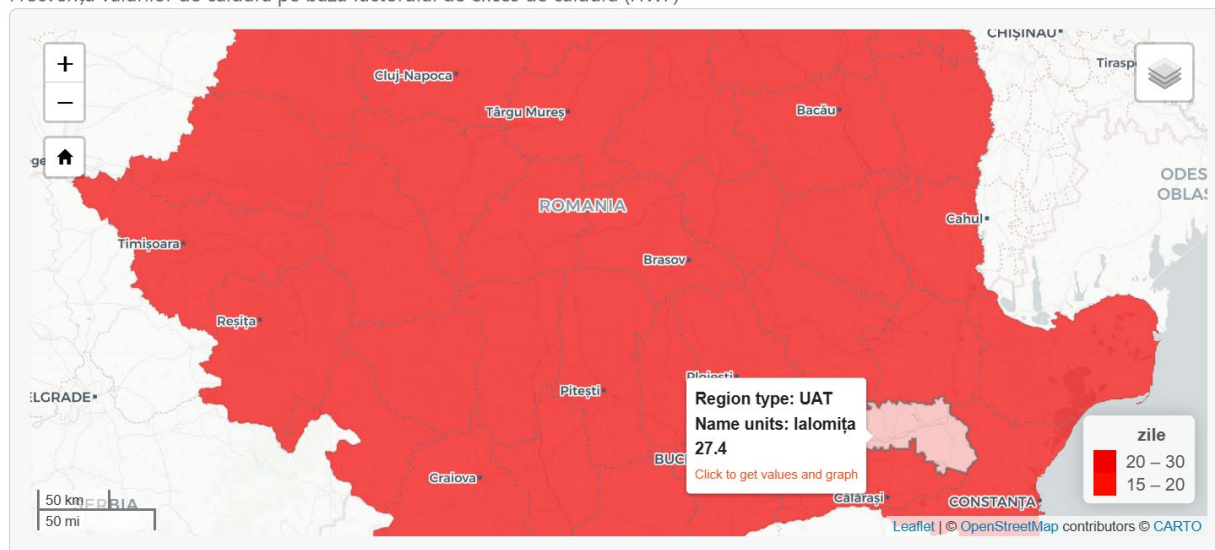 CHIȘINĂU
+
−
Cluj-Napoca
Tirasp
Târgu Mureș
Bacău
ODES
OBLAS
ROMANIA
Cahul
Timișoara
Brasov
Reșița
ELGRADE
Pitești
Ploiești
Region type: UAT
Name units: Ialomița
27.4
Click to get values and graph
BUC
Craiova
Călărași
CONSTANȚA
zile
20 – 30
15 – 20
50 km
50 mi
SERBIA
Leaflet | © OpenStreetMap contributors © CARTO